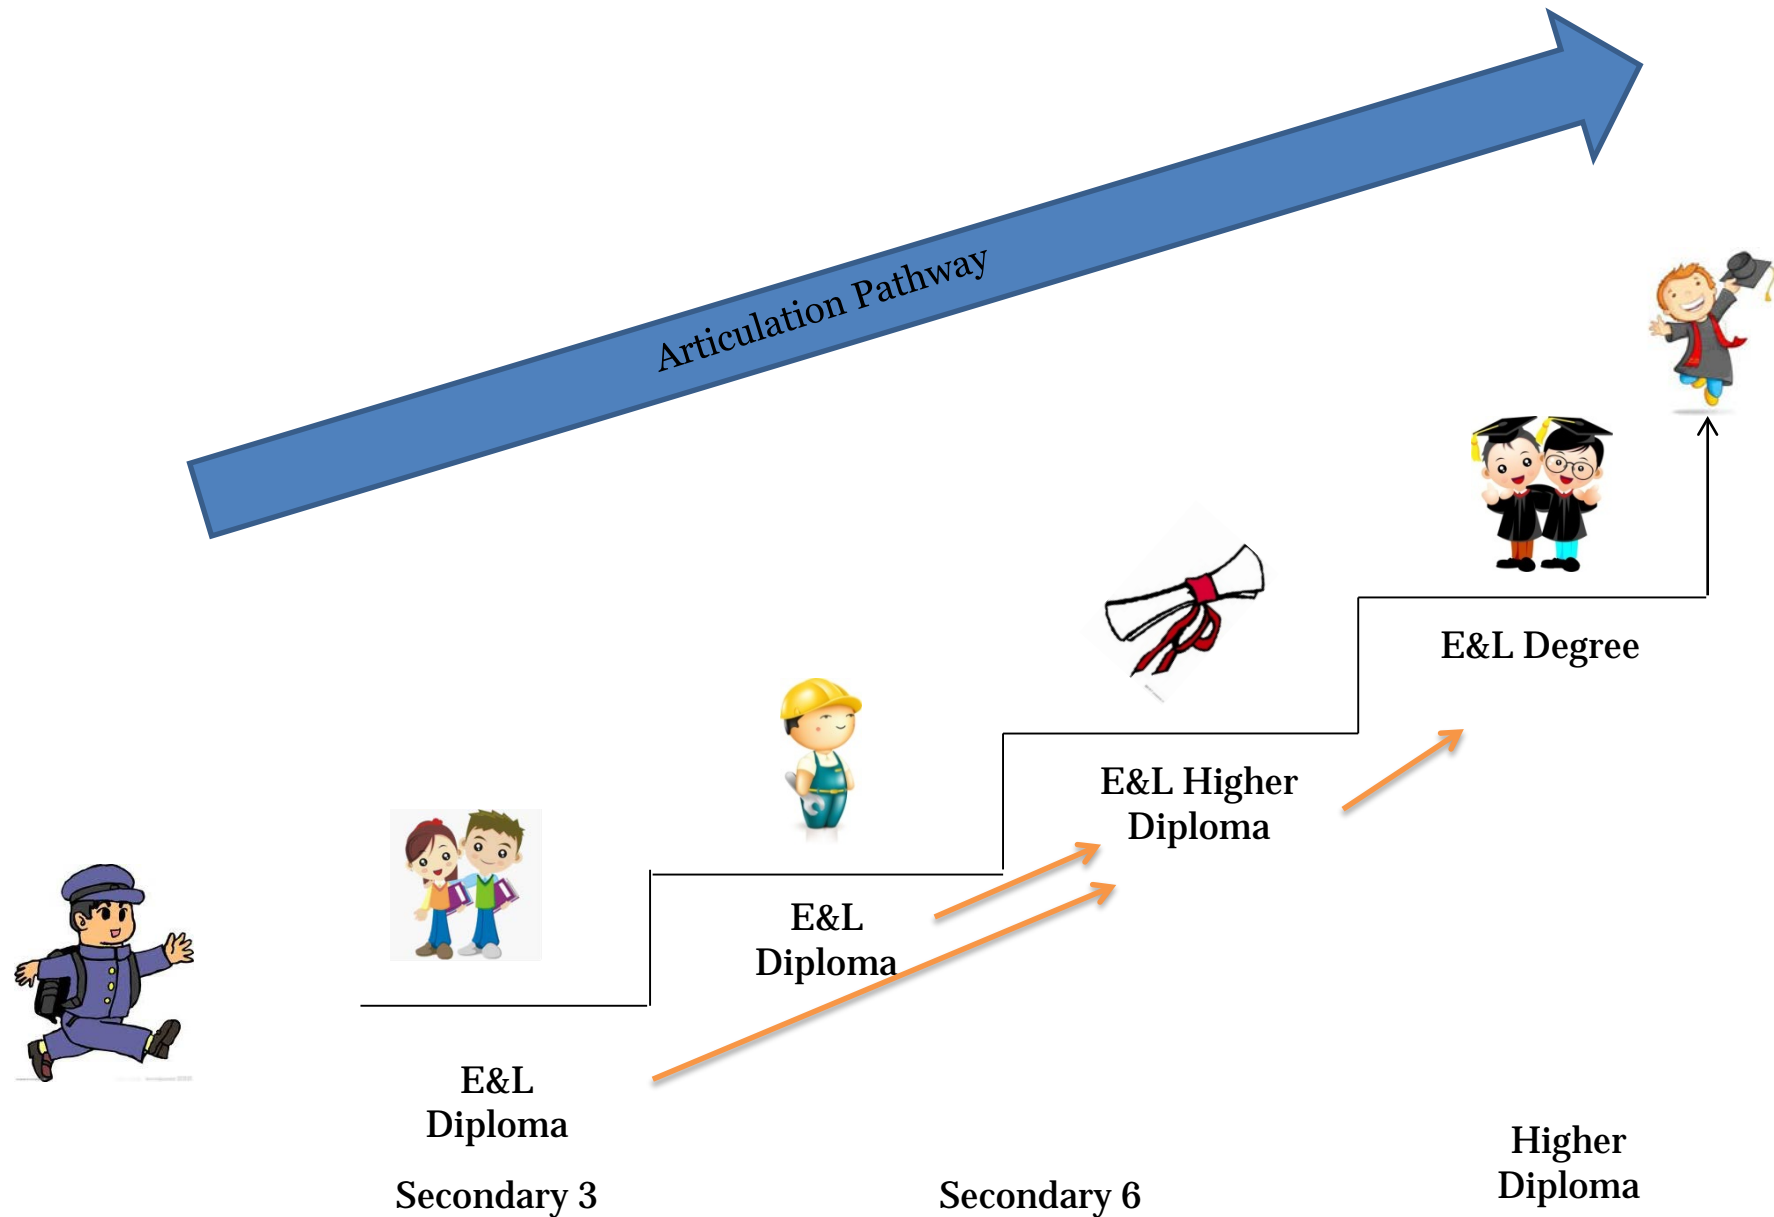 Articulation Pathway
E&L Degree
E&L Higher
Diploma
E&L
Diploma
E&L
Diploma
Secondary 3
Secondary 6
Higher
Diploma